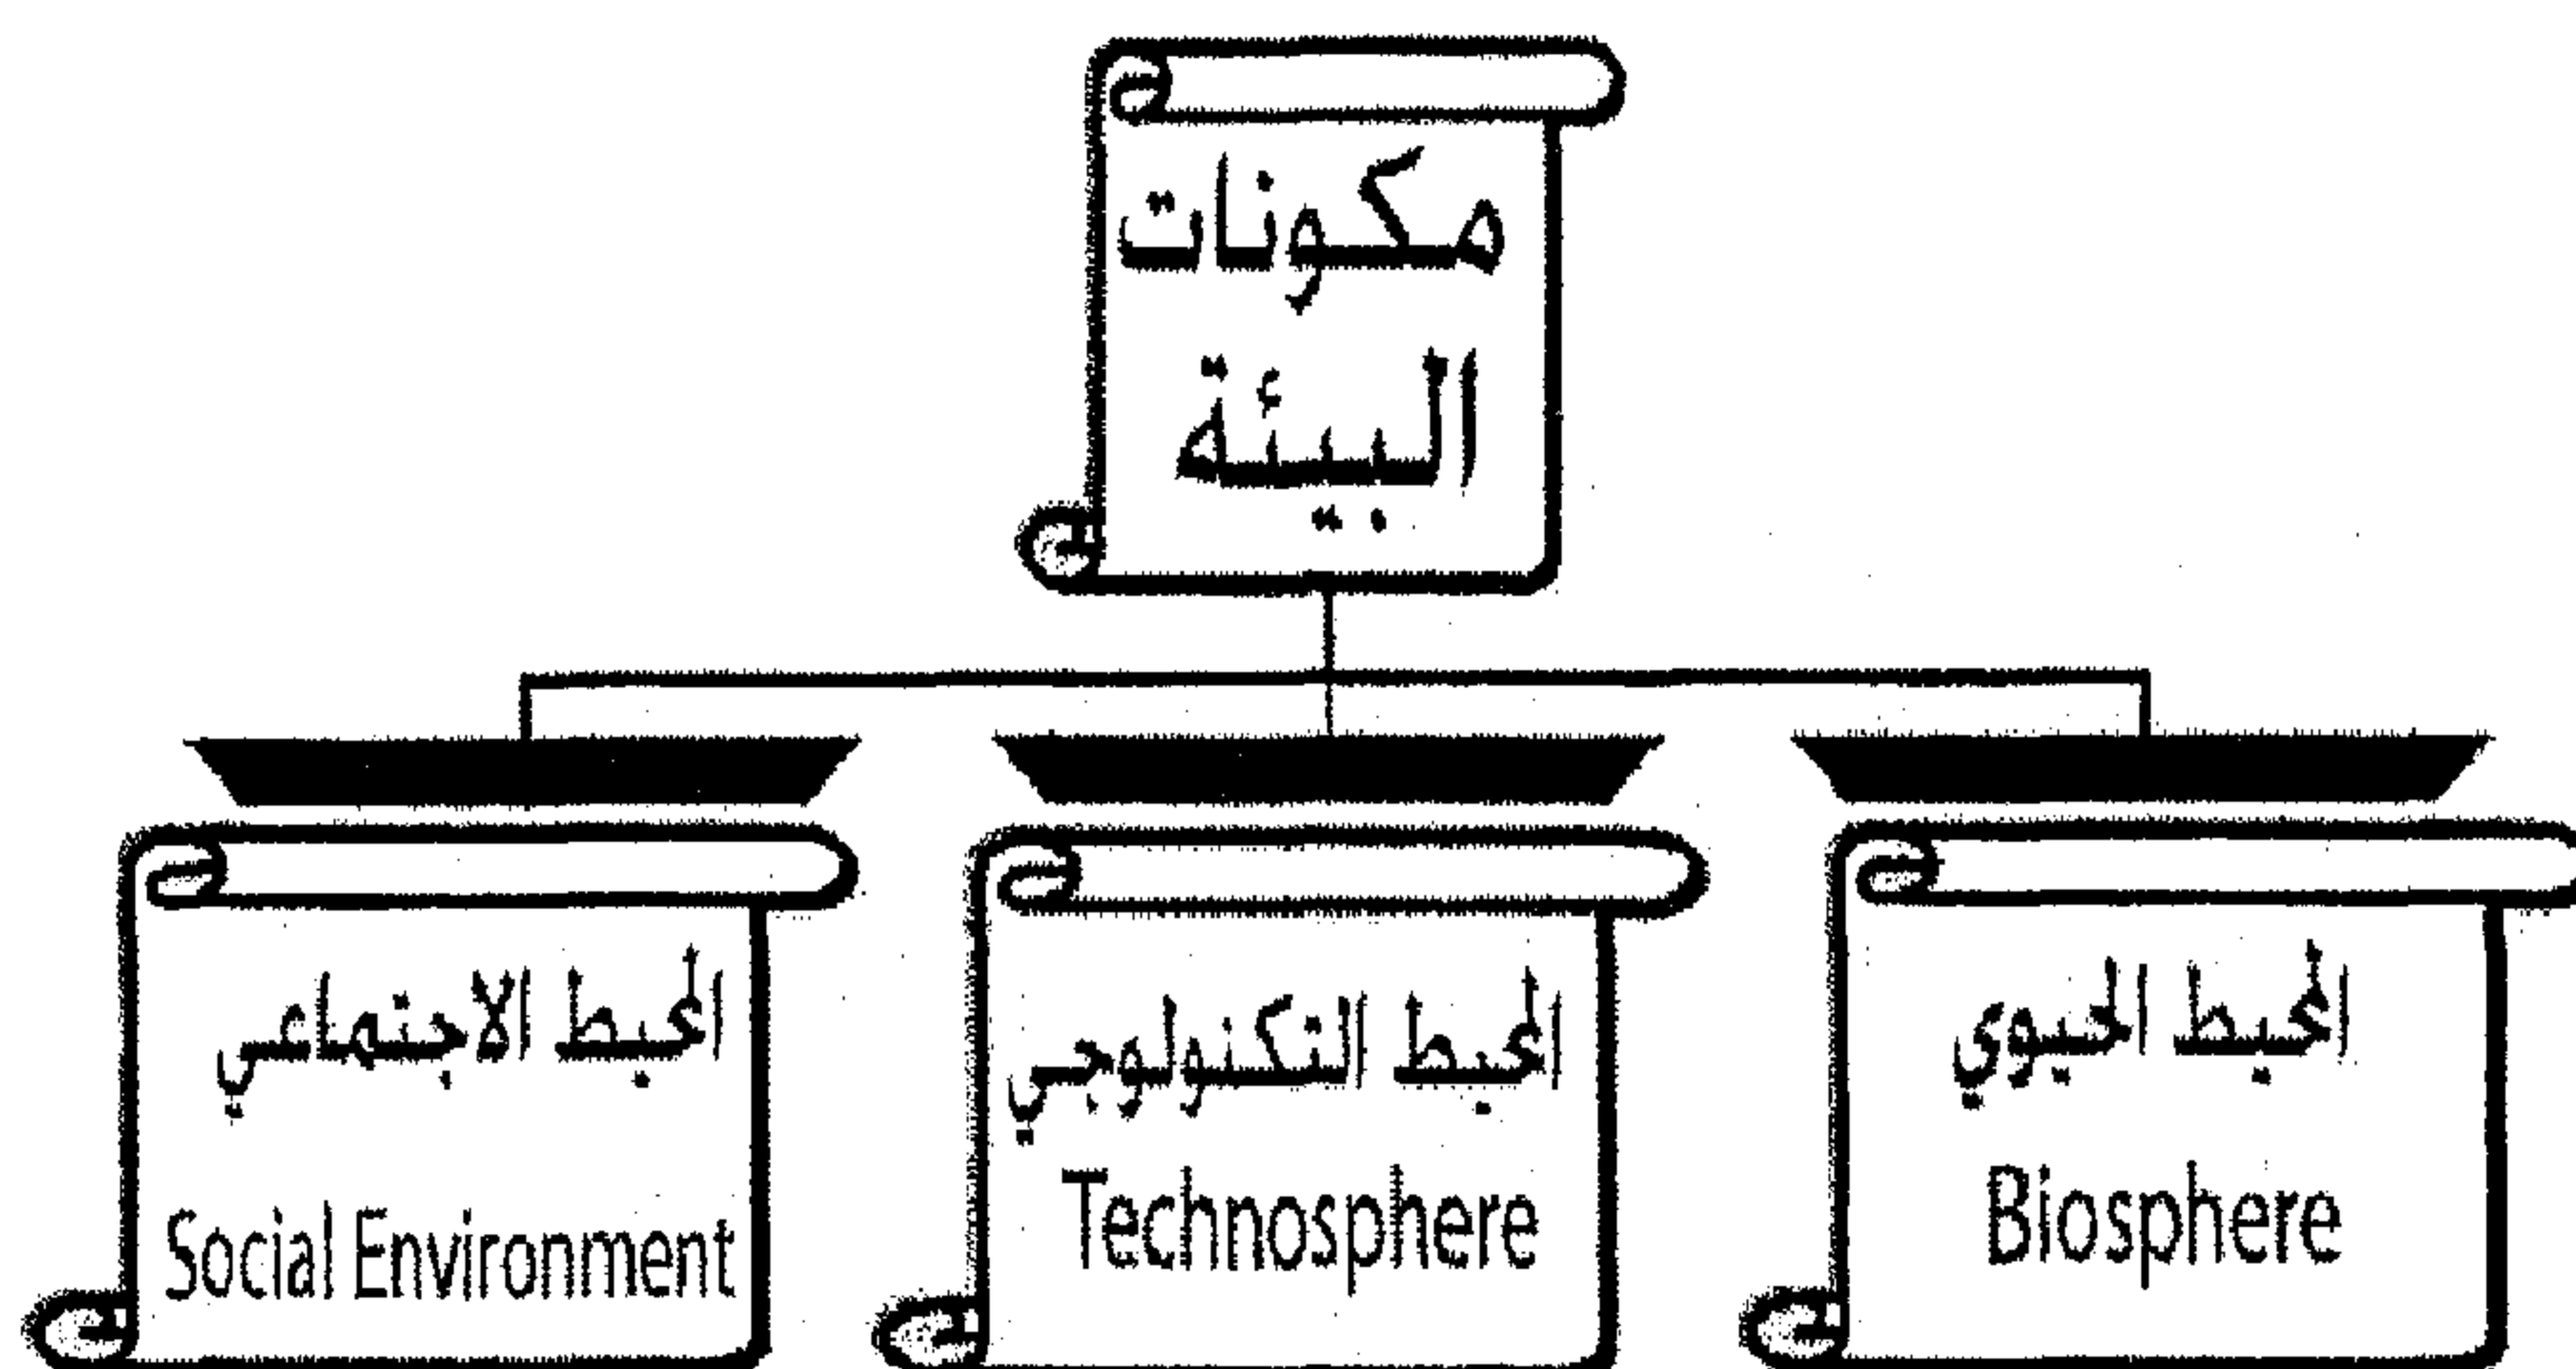 مكونات
البيئة
المحيط الحيوي
Biosphere
المحيط التكنولوجي
Technosphere
المحيط الاجتماعي
Social Environment